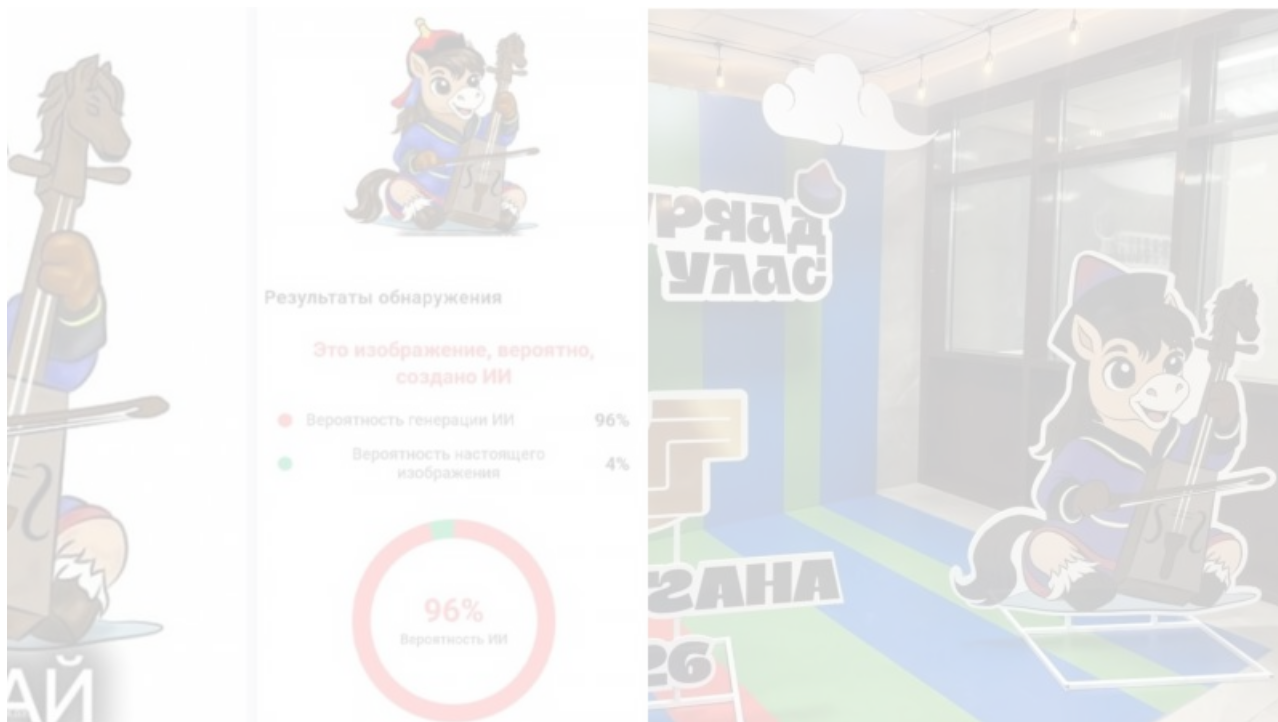 АЙ
Результаты обнаружения
Это изображение, вероятно,
создано ИИ
Вероятность генерации ИИ 96%
Вероятность настоящего
изображения 4%
96%
Вероятность ИИ
РЯАД
УЛАС
ГАНА
26